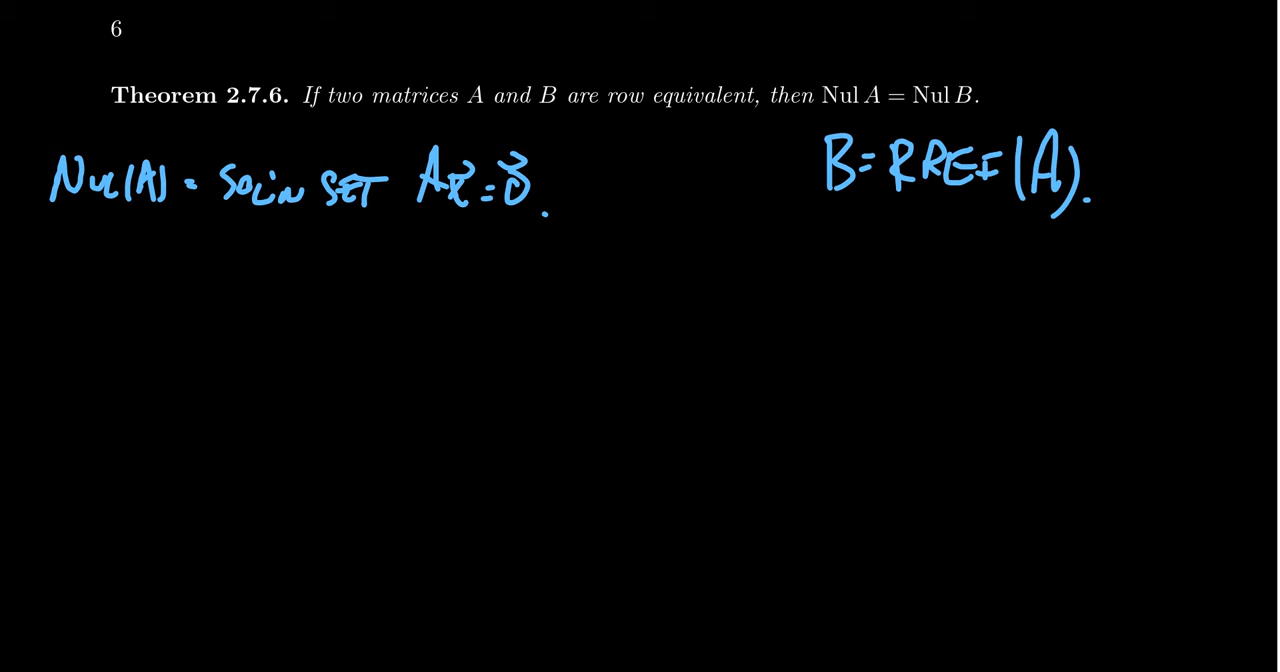 6
Theorem 2.7.6. If two matrices A and B are row equivalent, then Nul A = Nul B.
Nul(A) = Sol'n SET Ax⃗ = 0⃗.
B = RREF(A).